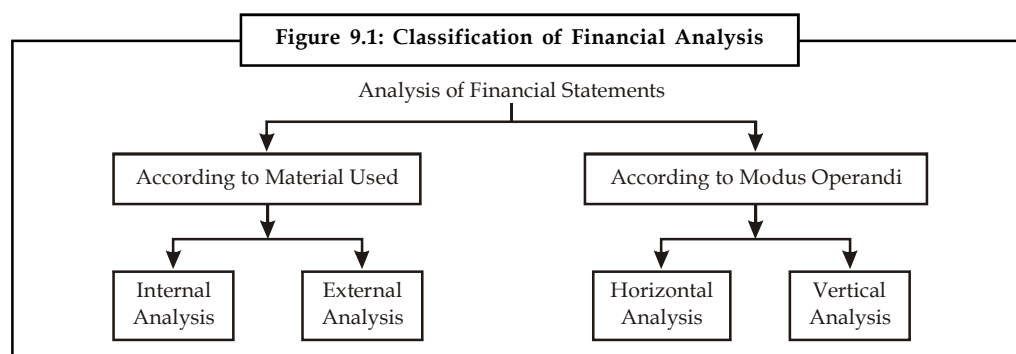 Figure 9.1: Classification of Financial Analysis
Analysis of Financial Statements
According to Material Used
According to Modus Operandi
Internal
Analysis
External
Analysis
Horizontal
Analysis
Vertical
Analysis